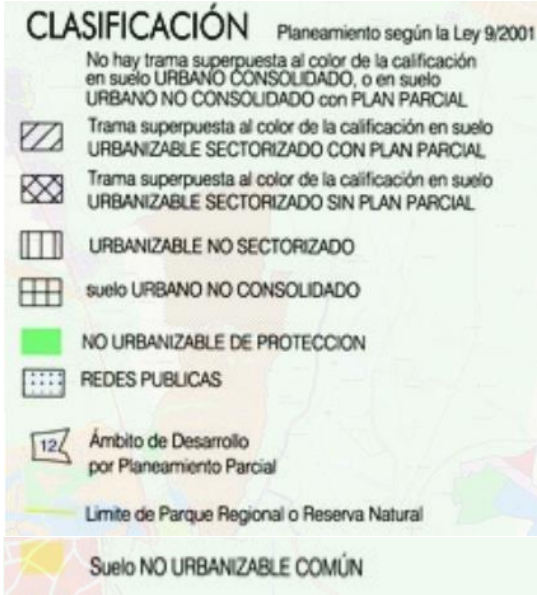 CLASIFICACIÓN Planeamiento según la Ley 9/2001
No hay trama superpuesta al color de la calificación
en suelo URBANO CONSOLIDADO, o en suelo
URBANO NO CONSOLIDADO con PLAN PARCIAL
Trama superpuesta al color de la calificación en suelo
URBANIZABLE SECTORIZADO CON PLAN PARCIAL
Trama superpuesta al color de la calificación en suelo
URBANIZABLE SECTORIZADO SIN PLAN PARCIAL
URBANIZABLE NO SECTORIZADO
suelo URBANO NO CONSOLIDADO
NO URBANIZABLE DE PROTECCION
REDES PUBLICAS
12 Ámbito de Desarrollo
por Planeamiento Parcial
Limite de Parque Regional o Reserva Natural
Suelo NO URBANIZABLE COMÚN